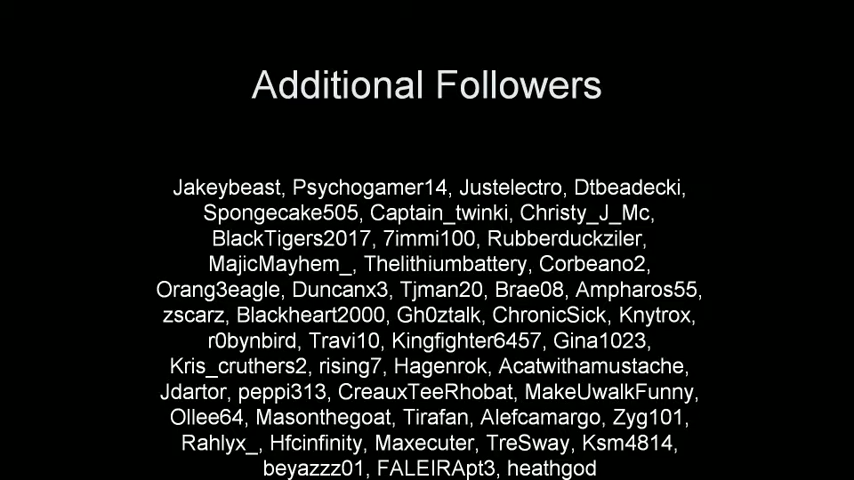 Additional Followers
Jakeybeast, Psychogamer14, Justelectro, Dtbeadecki,
Spongecake505, Captain_twinki, Christy_J_Mc,
BlackTigers2017, 7immi100, Rubberduckziler,
MajicMayhem_, Thelithiumbattery, Corbeano2,
Orang3eagle, Duncanx3, Tjman20, Brae08, Ampharos55,
zscarz, Blackheart2000, Gh0ztalk, ChronicSick, Knytrox,
r0bynbird, Travi10, Kingfighter6457, Gina1023,
Kris_cruthers2, rising7, Hagenrok, Acatwithamustache,
Jdartor, peppi313, CreauxTeeRhobat, MakeUwalkFunny,
Ollee64, Masonthegoat, Tirafan, Alefcamargo, Zyg101,
Rahlyx_, Hfcinfinity, Maxecuter, TreSway, Ksm4814,
beyazzz01, FALEIRApt3, heathgod